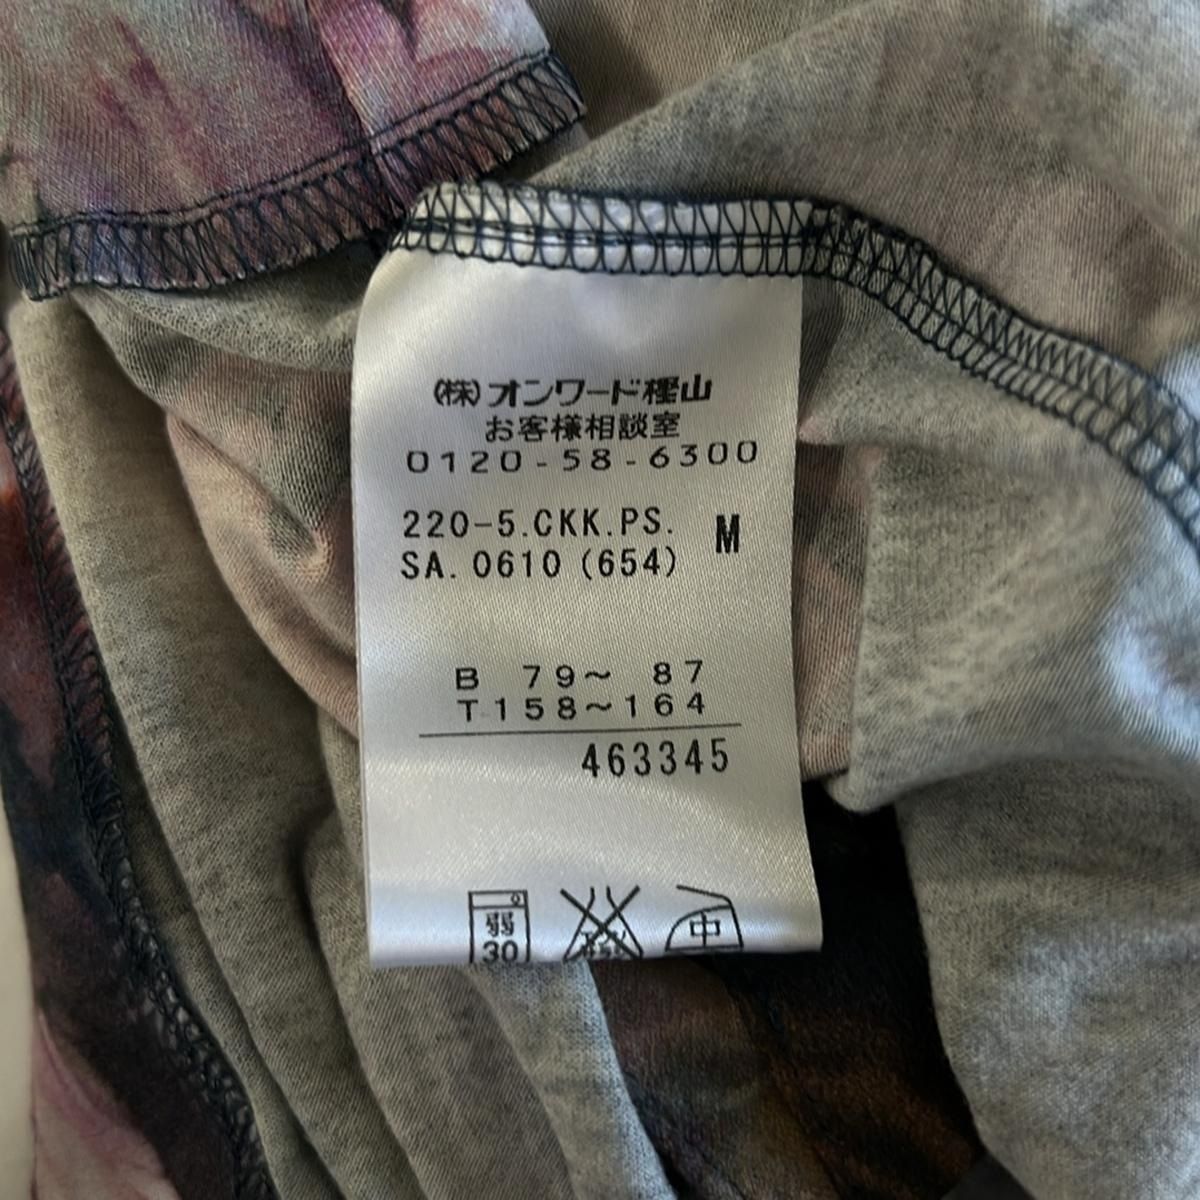 (株)オンワード樫山
お客様相談室
0120-58-6300
220-5.CKK.PS. M
SA.0610 (654)
B 79～ 87
T 158～164
463345
弱
30
中